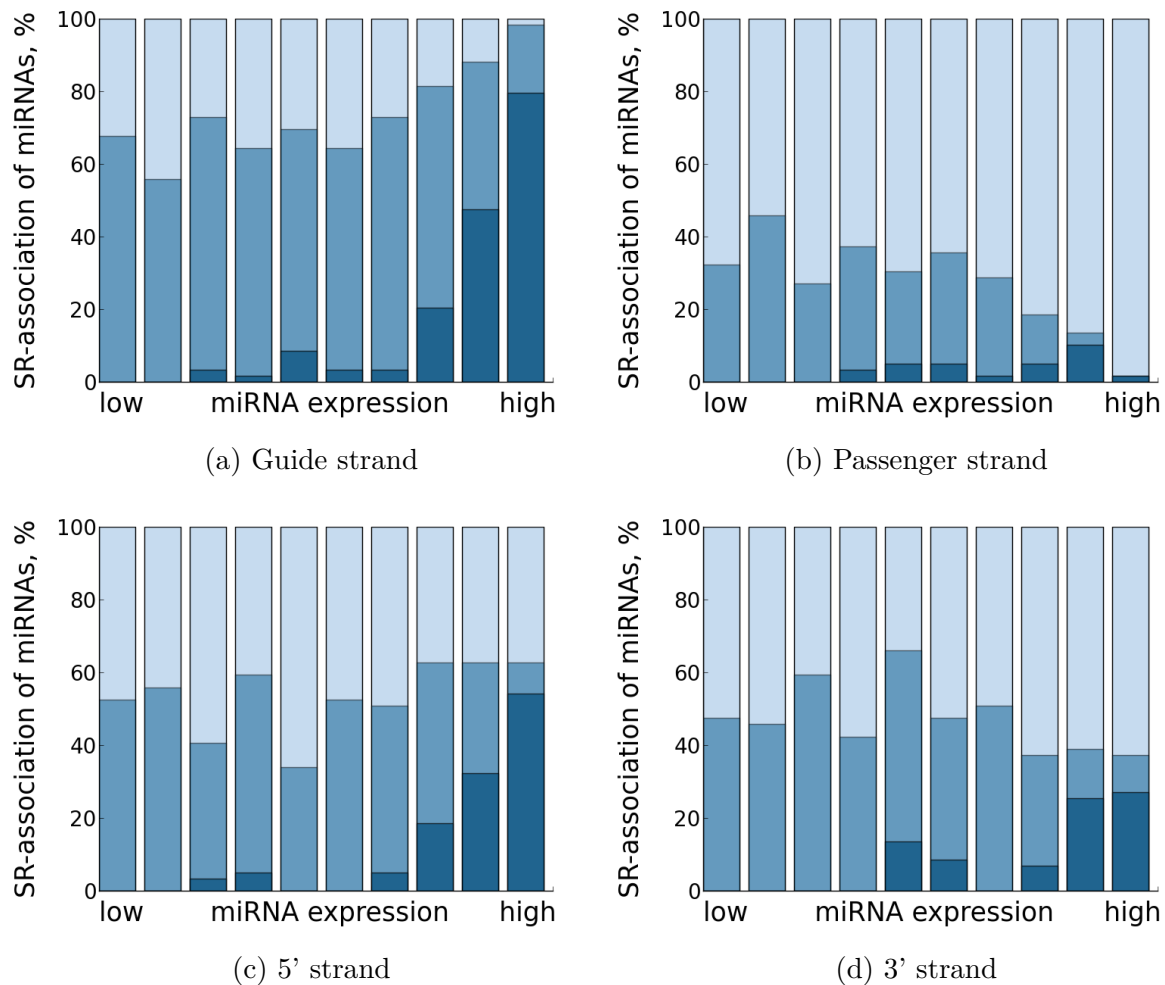 SR-association of miRNAs, %
100
80
60
40
20
0
low miRNA expression high
(a) Guide strand
SR-association of miRNAs, %
100
80
60
40
20
0
low miRNA expression high
(b) Passenger strand
SR-association of miRNAs, %
100
80
60
40
20
0
low miRNA expression high
(c) 5’ strand
SR-association of miRNAs, %
100
80
60
40
20
0
low miRNA expression high
(d) 3’ strand